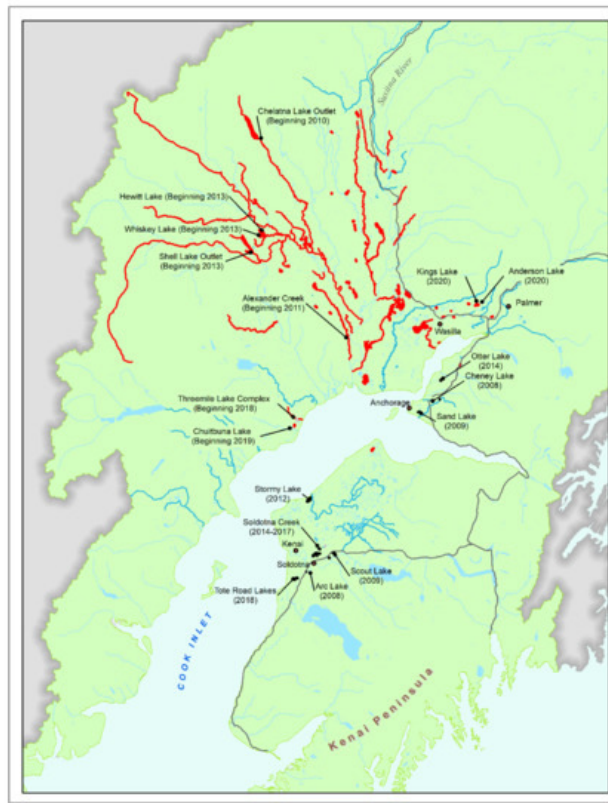 Susitna River
Chelatna Lake Outlet
(Beginning 2010)
Hewitt Lake (Beginning 2013)
Whiskey Lake (Beginning 2013)
Shell Lake Outlet
(Beginning 2013)
Kings Lake
(2020)
Anderson Lake
(2020)
Palmer
Alexander Creek
(Beginning 2011)
Wasilla
Otter Lake
(2014)
Cheney Lake
(2008)
Threemile Lake Complex
(Beginning 2018)
Anchorage
Sand Lake
(2009)
Chuitbuna Lake
(Beginning 2019)
Stormy Lake
(2012)
Soldotna Creek
(2014-2017)
Kenai
Soldotna
Scout Lake
(2009)
Tote Road Lakes
(2018)
Arc Lake
(2008)
COOK INLET
Kenai Peninsula